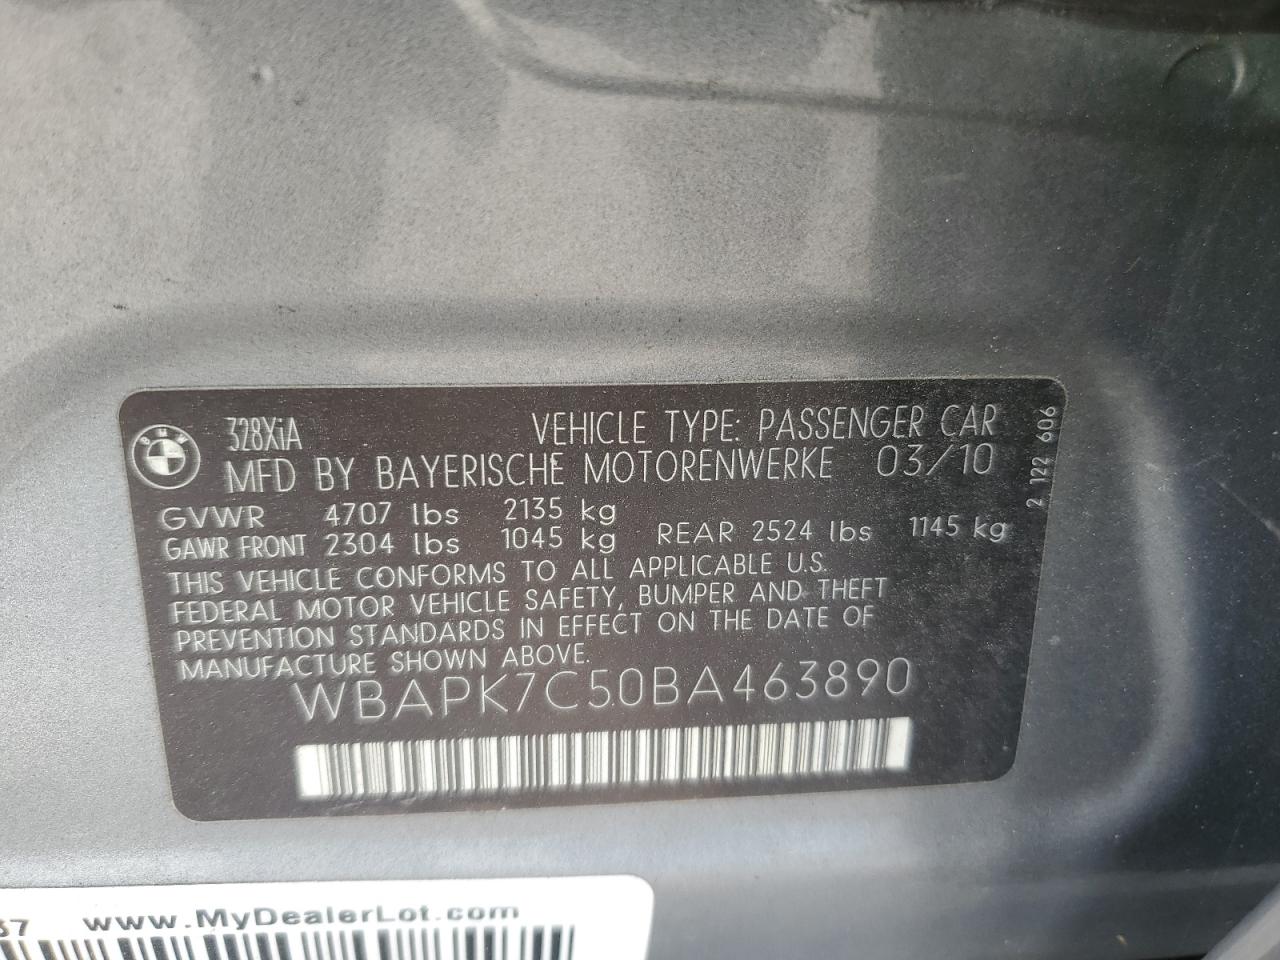 BMW
328XiA
VEHICLE TYPE: PASSENGER CAR
MFD BY BAYERISCHE MOTORENWERKE 03/10
GVWR 4707 lbs 2135 kg
GAWR FRONT 2304 lbs 1045 kg REAR 2524 lbs 1145 kg
THIS VEHICLE CONFORMS TO ALL APPLICABLE U.S.
FEDERAL MOTOR VEHICLE SAFETY, BUMPER AND THEFT
PREVENTION STANDARDS IN EFFECT ON THE DATE OF
MANUFACTURE SHOWN ABOVE.
WBAPK7C50BA463890
2 122 606
www.MyDealerLot.com